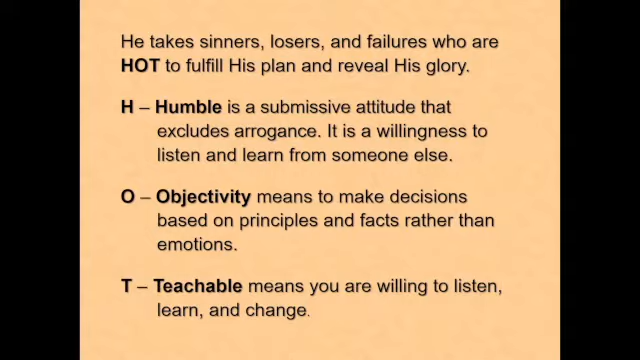 He takes sinners, losers, and failures who are
HOT to fulfill His plan and reveal His glory.
H – Humble is a submissive attitude that
excludes arrogance. It is a willingness to
listen and learn from someone else.
O – Objectivity means to make decisions
based on principles and facts rather than
emotions.
T – Teachable means you are willing to listen,
learn, and change.